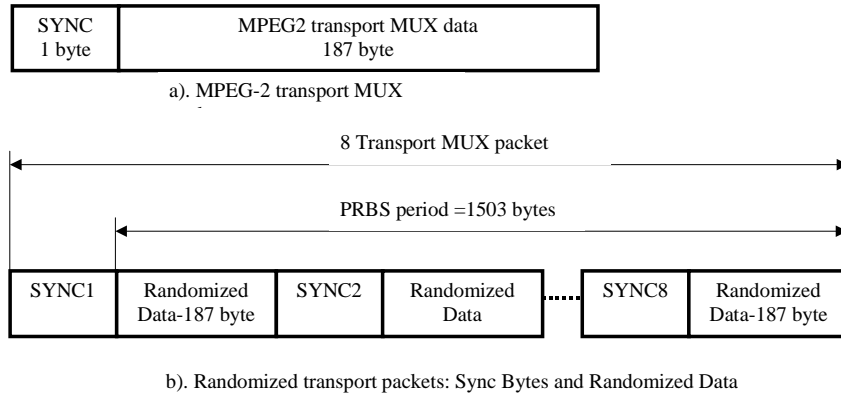 SYNC
1 byte
MPEG2 transport MUX data
187 byte
a). MPEG-2 transport MUX
8 Transport MUX packet
PRBS period =1503 bytes
SYNC1
Randomized
Data-187 byte
SYNC2
Randomized
Data
SYNC8
Randomized
Data-187 byte
b). Randomized transport packets: Sync Bytes and Randomized Data